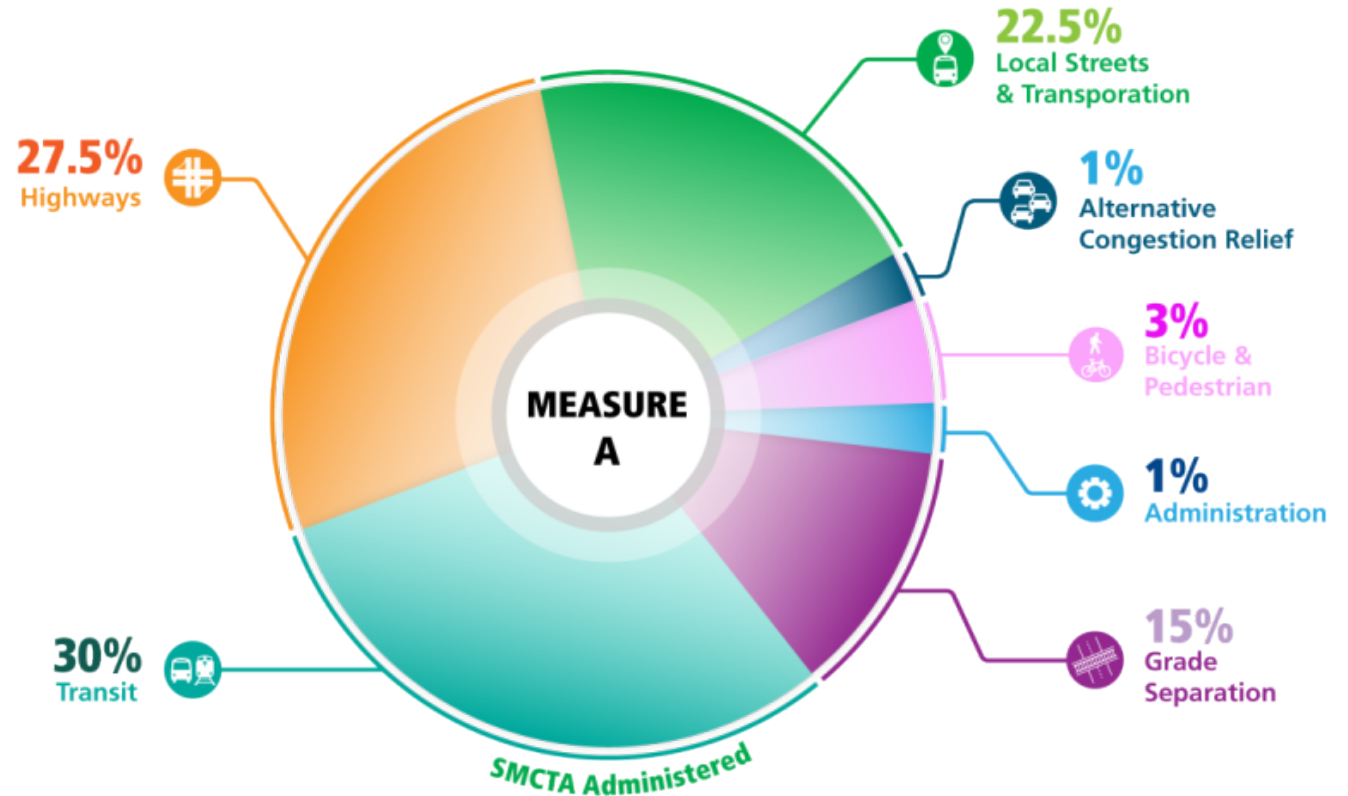 22.5%
Local Streets
& Transporation
27.5%
Highways
1%
Alternative
Congestion Relief
3%
Bicycle &
Pedestrian
MEASURE
A
1%
Administration
15%
Grade
Separation
30%
Transit
SMCTA Administered